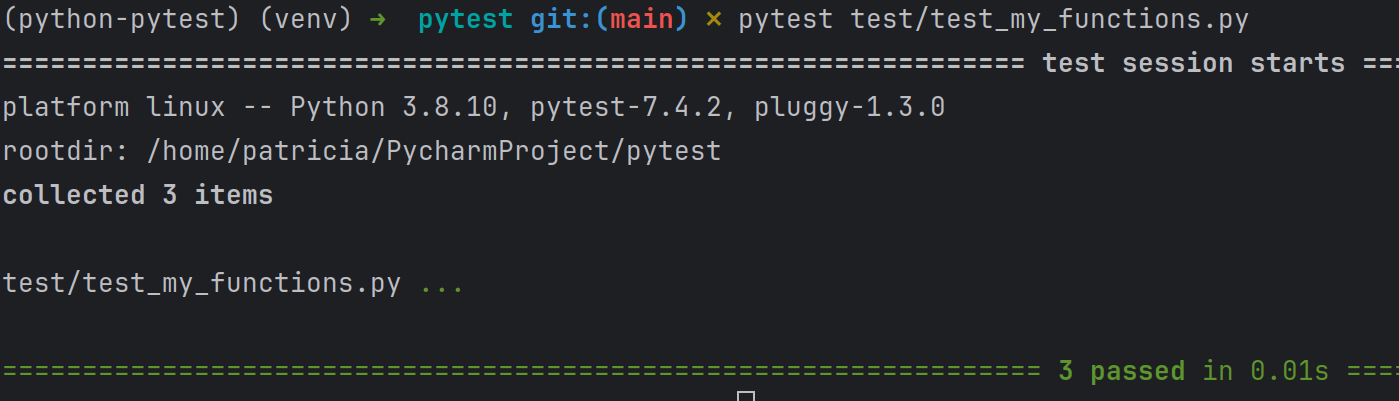 (python-pytest) (venv) ➜  pytest git:(main) ✗ pytest test/test_my_functions.py
================================================================ test session starts ===
platform linux -- Python 3.8.10, pytest-7.4.2, pluggy-1.3.0
rootdir: /home/patricia/PycharmProject/pytest
collected 3 items
test/test_my_functions.py ...
================================================================= 3 passed in 0.01s ====